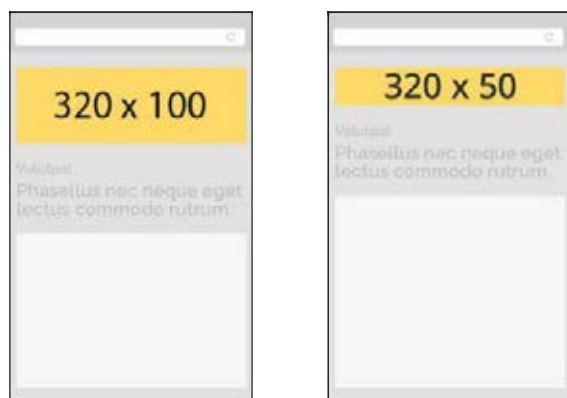 320 x 100
Volutpat
Phasellus nec neque eget
lectus commodo rutrum.
320 x 50
Volutpat
Phasellus nec neque eget
lectus commodo rutrum.